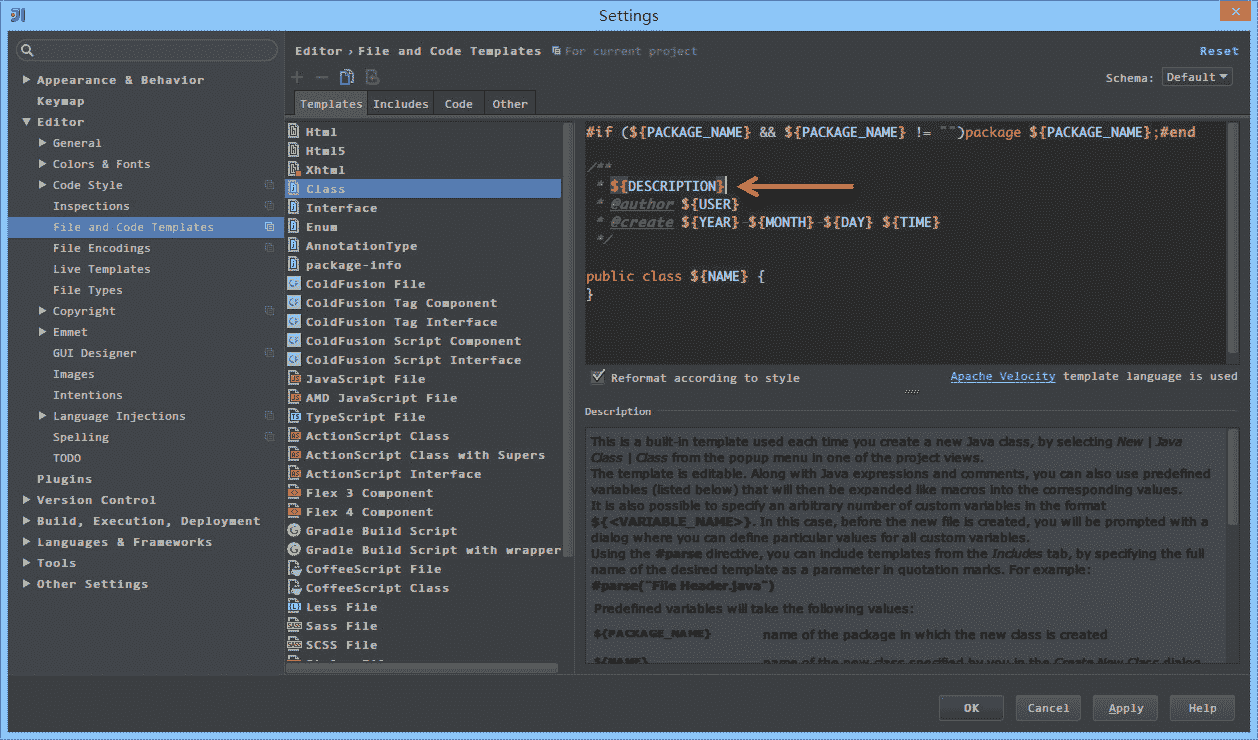 Settings
Editor › File and Code Templates For current project Reset
Schema: Default
Templates Includes Code Other
Appearance & Behavior
Keymap
Editor
General
Colors & Fonts
Code Style
Inspections
File and Code Templates
File Encodings
Live Templates
File Types
Copyright
Emmet
GUI Designer
Images
Intentions
Language Injections
Spelling
TODO
Plugins
Version Control
Build, Execution, Deployment
Languages & Frameworks
Tools
Other Settings
Html
Html5
Xhtml
Class
Interface
Enum
AnnotationType
package-info
ColdFusion File
ColdFusion Tag Component
ColdFusion Tag Interface
ColdFusion Script Component
ColdFusion Script Interface
JavaScript File
AMD JavaScript File
TypeScript File
ActionScript Class
ActionScript Class with Supers
ActionScript Interface
Flex 3 Component
Flex 4 Component
Gradle Build Script
Gradle Build Script with wrapper
CoffeeScript File
CoffeeScript Class
Less File
Sass File
SCSS File
#if (${PACKAGE_NAME} && ${PACKAGE_NAME} != "")package ${PACKAGE_NAME};#end
/**
* ${DESCRIPTION}
* @author ${USER}
* @create ${YEAR}-${MONTH}-${DAY} ${TIME}
*/
public class ${NAME} {
}
Reformat according to style Apache Velocity template language is used
Description
This is a built-in template used each time you create a new Java class, by selecting New | Java
Class | Class from the popup menu in one of the project views.
The template is editable. Along with Java expressions and comments, you can also use predefined
variables (listed below) that will then be expanded like macros into the corresponding values.
It is also possible to specify an arbitrary number of custom variables in the format
${<VARIABLE_NAME>}. In this case, before the new file is created, you will be prompted with a
dialog where you can define particular values for all custom variables.
Using the #parse directive, you can include templates from the Includes tab, by specifying the full
name of the desired template as a parameter in quotation marks. For example:
#parse("File Header.java")
Predefined variables will take the following values:
${PACKAGE_NAME} name of the package in which the new class is created
${NAME} name of the new class specified by you in the Create New Class dialog
OK Cancel Apply Help